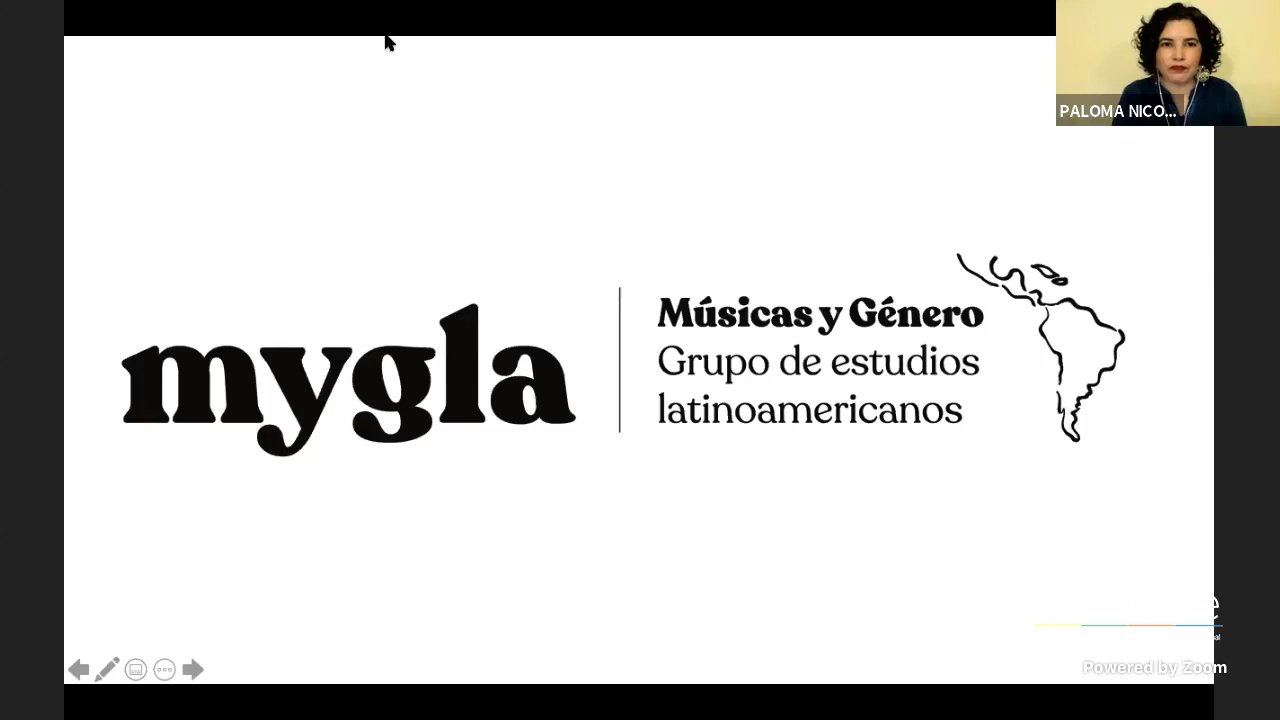 PALOMA NICO...
mygla
Músicas y Género
Grupo de estudios
latinoamericanos
Powered by Zoom